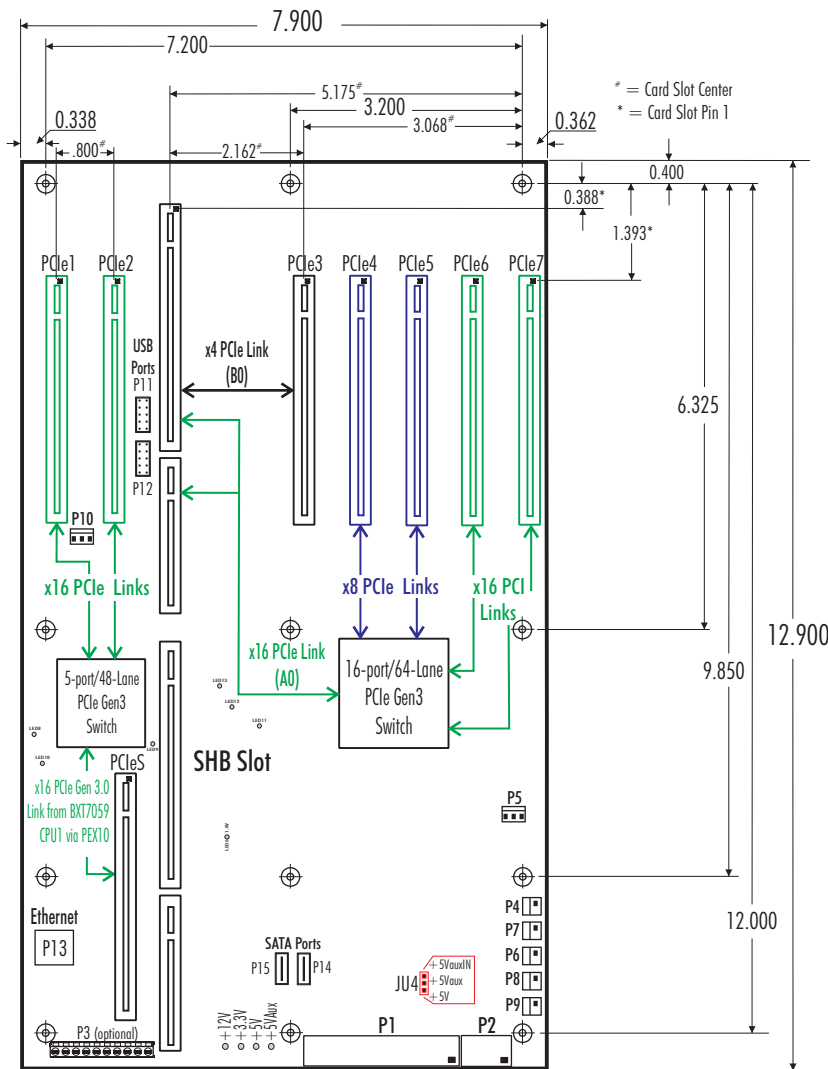 7.900
7.200
5.175#
3.200
3.068#
# = Card Slot Center
* = Card Slot Pin 1
0.338
0.362
.800#
2.162#
0.400
0.388*
1.393*
PCIe1
PCIe2
PCIe3
PCIe4
PCIe5
PCIe6
PCIe7
USB
Ports
P11
x4 PCIe Link
(B0)
6.325
P12
P10
x16 PCIe Links
x8 PCIe Links
x16 PCI
Links
12.900
x16 PCIe Link
(A0)
5-port/48-Lane
PCIe Gen3
Switch
16-port/64-Lane
PCIe Gen3
Switch
9.850
LED13
LED12
LED11
LED8
LED9
LED10
PCIeS
SHB Slot
x16 PCIe Gen 3.0
Link from BXT7059
CPU1 via PEX10
P5
Ethernet
P13
P4
P7
P6
P8
P9
12.000
SATA Ports
P15
P14
JU4
+5VauxIN
+5Vaux
+5V
+12V
+3.3V
+5V
+5VAux
P3 (optional)
P1
P2